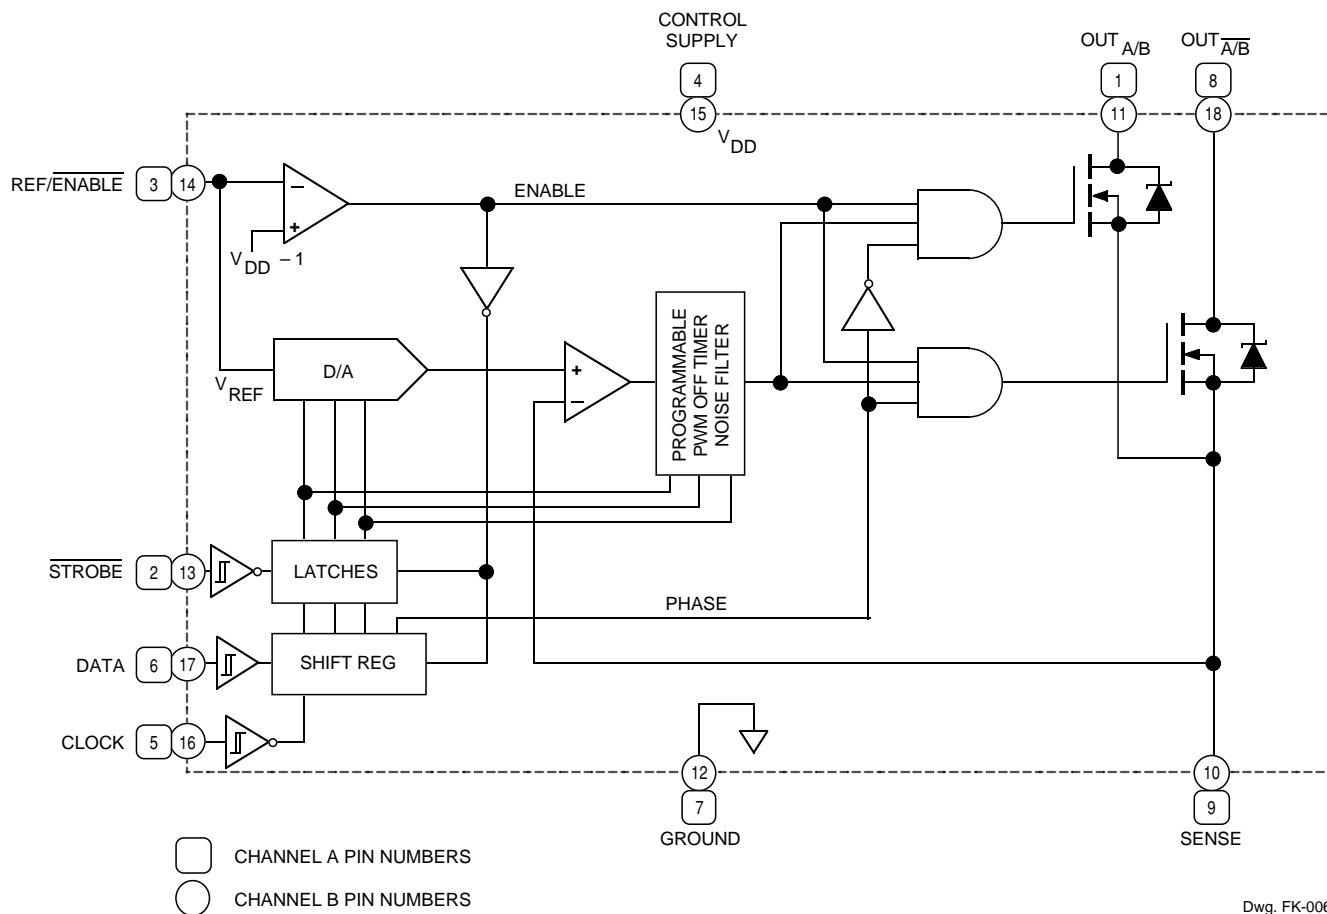 CONTROL
SUPPLY
OUT A/B
OUT A/B
4
1
8
15
11
18
V DD
REF/ENABLE
3
14
ENABLE
V DD – 1
D/A
V REF
PROGRAMMABLE
PWM OFF TIMER
NOISE FILTER
STROBE
2
13
LATCHES
PHASE
DATA
6
17
SHIFT REG
CLOCK
5
16
12
10
7
9
GROUND
SENSE
CHANNEL A PIN NUMBERS
CHANNEL B PIN NUMBERS
Dwg. FK-006